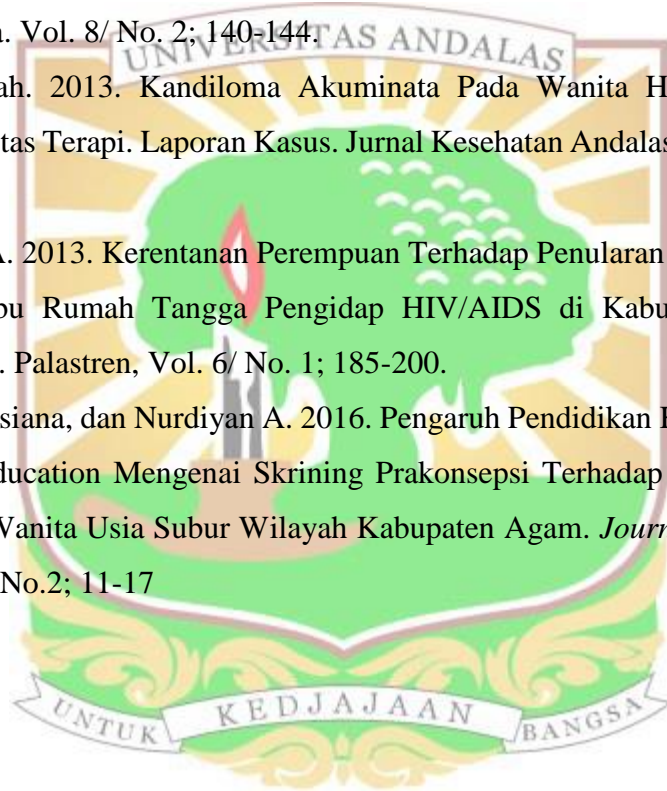 a. Vol. 8/ No. 2; 140-144.
UNIVERSITAS ANDALAS
ah. 2013. Kandiloma Akuminata Pada Wanita H
tas Terapi. Laporan Kasus. Jurnal Kesehatan Andalas
A. 2013. Kerentanan Perempuan Terhadap Penularan
bu Rumah Tangga Pengidap HIV/AIDS di Kabu
. Palastren, Vol. 6/ No. 1; 185-200.
siana, dan Nurdiyan A. 2016. Pengaruh Pendidikan
ducation Mengenai Skrining Prakonsepsi Terhadap
Wanita Usia Subur Wilayah Kabupaten Agam. Journ
No.2; 11-17
UNTUK KEDJAJAAN BANGSA